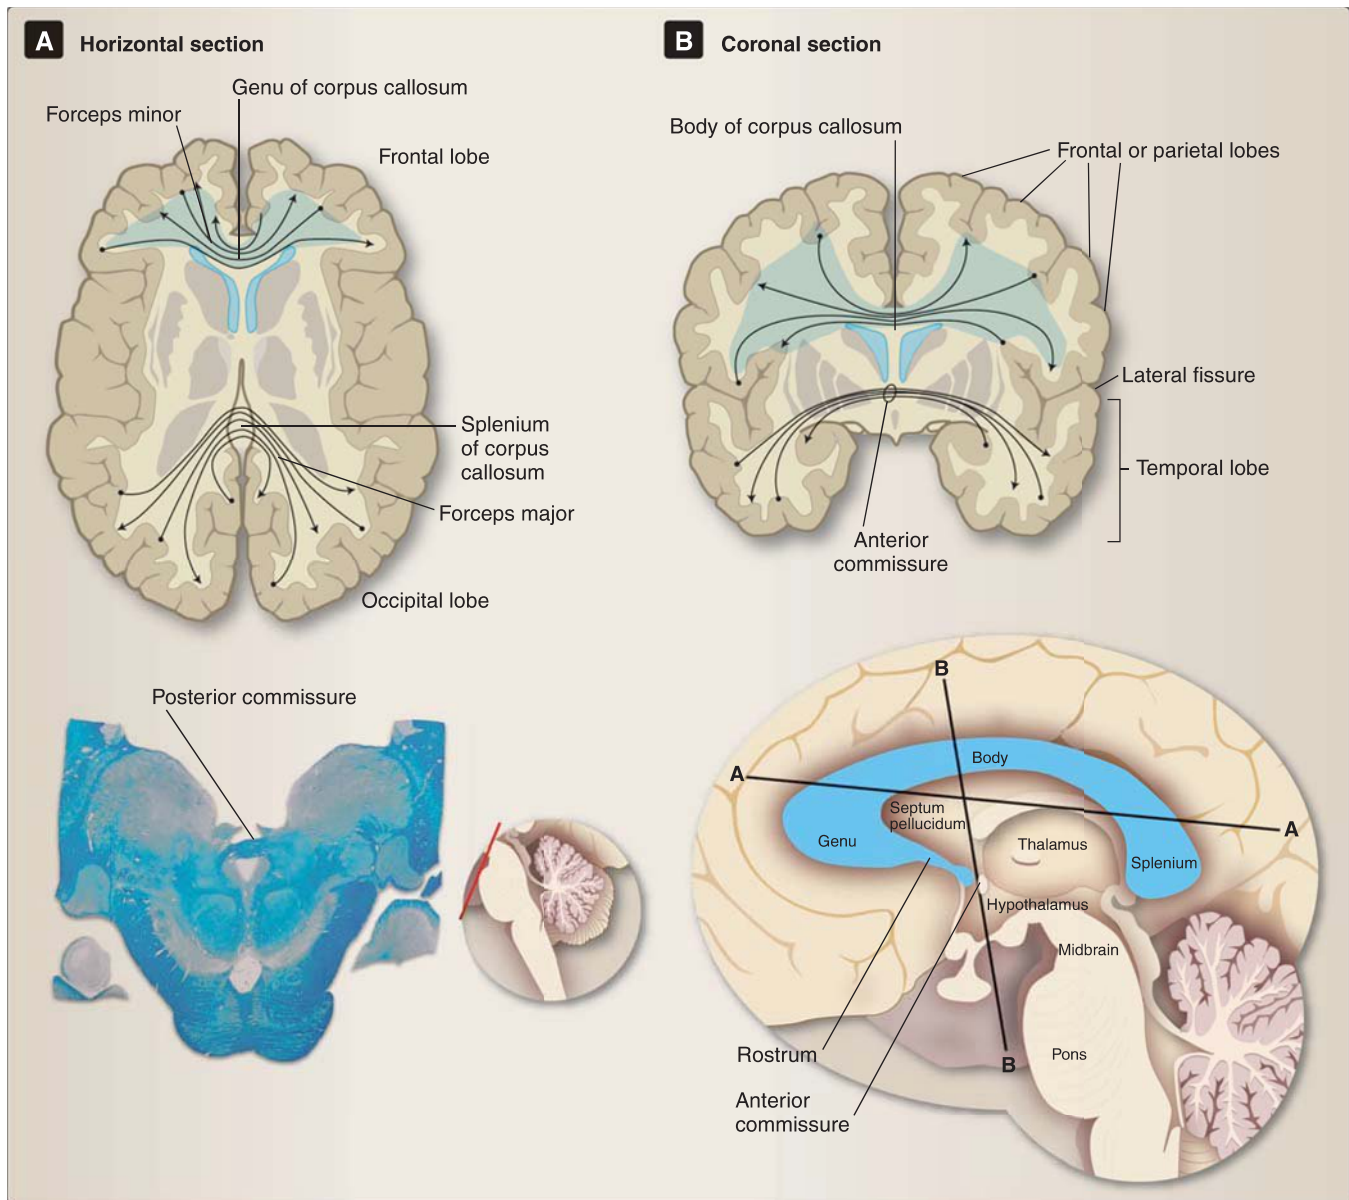 A Horizontal section
Genu of corpus callosum
Forceps minor
Frontal lobe
Splenium
of corpus
callosum
Forceps major
Occipital lobe
B Coronal section
Body of corpus callosum
Frontal or parietal lobes
Lateral fissure
Temporal lobe
Anterior
commissure
Posterior commissure
B
A
Body
Septum
pellucidum
Genu
Thalamus
A
Splenium
Hypothalamus
Midbrain
Rostrum
Pons
B
Anterior
commissure